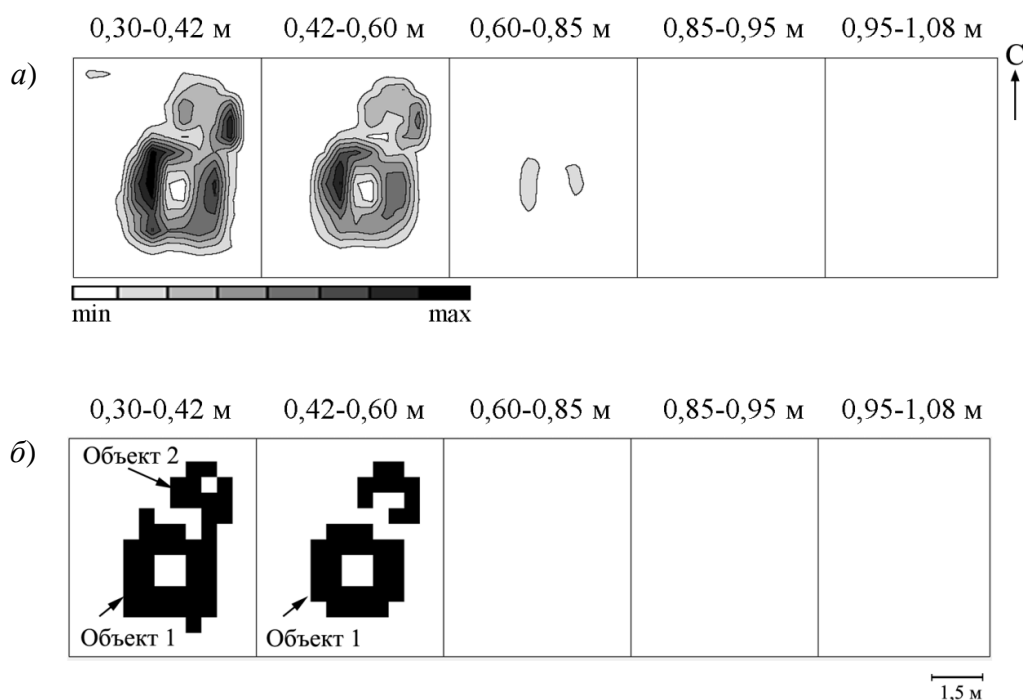 0,30-0,42 м 0,42-0,60 м 0,60-0,85 м 0,85-0,95 м 0,95-1,08 м
а)
С
min max
0,30-0,42 м 0,42-0,60 м 0,60-0,85 м 0,85-0,95 м 0,95-1,08 м
б)
Объект 2
Объект 1 Объект 1
1,5 м